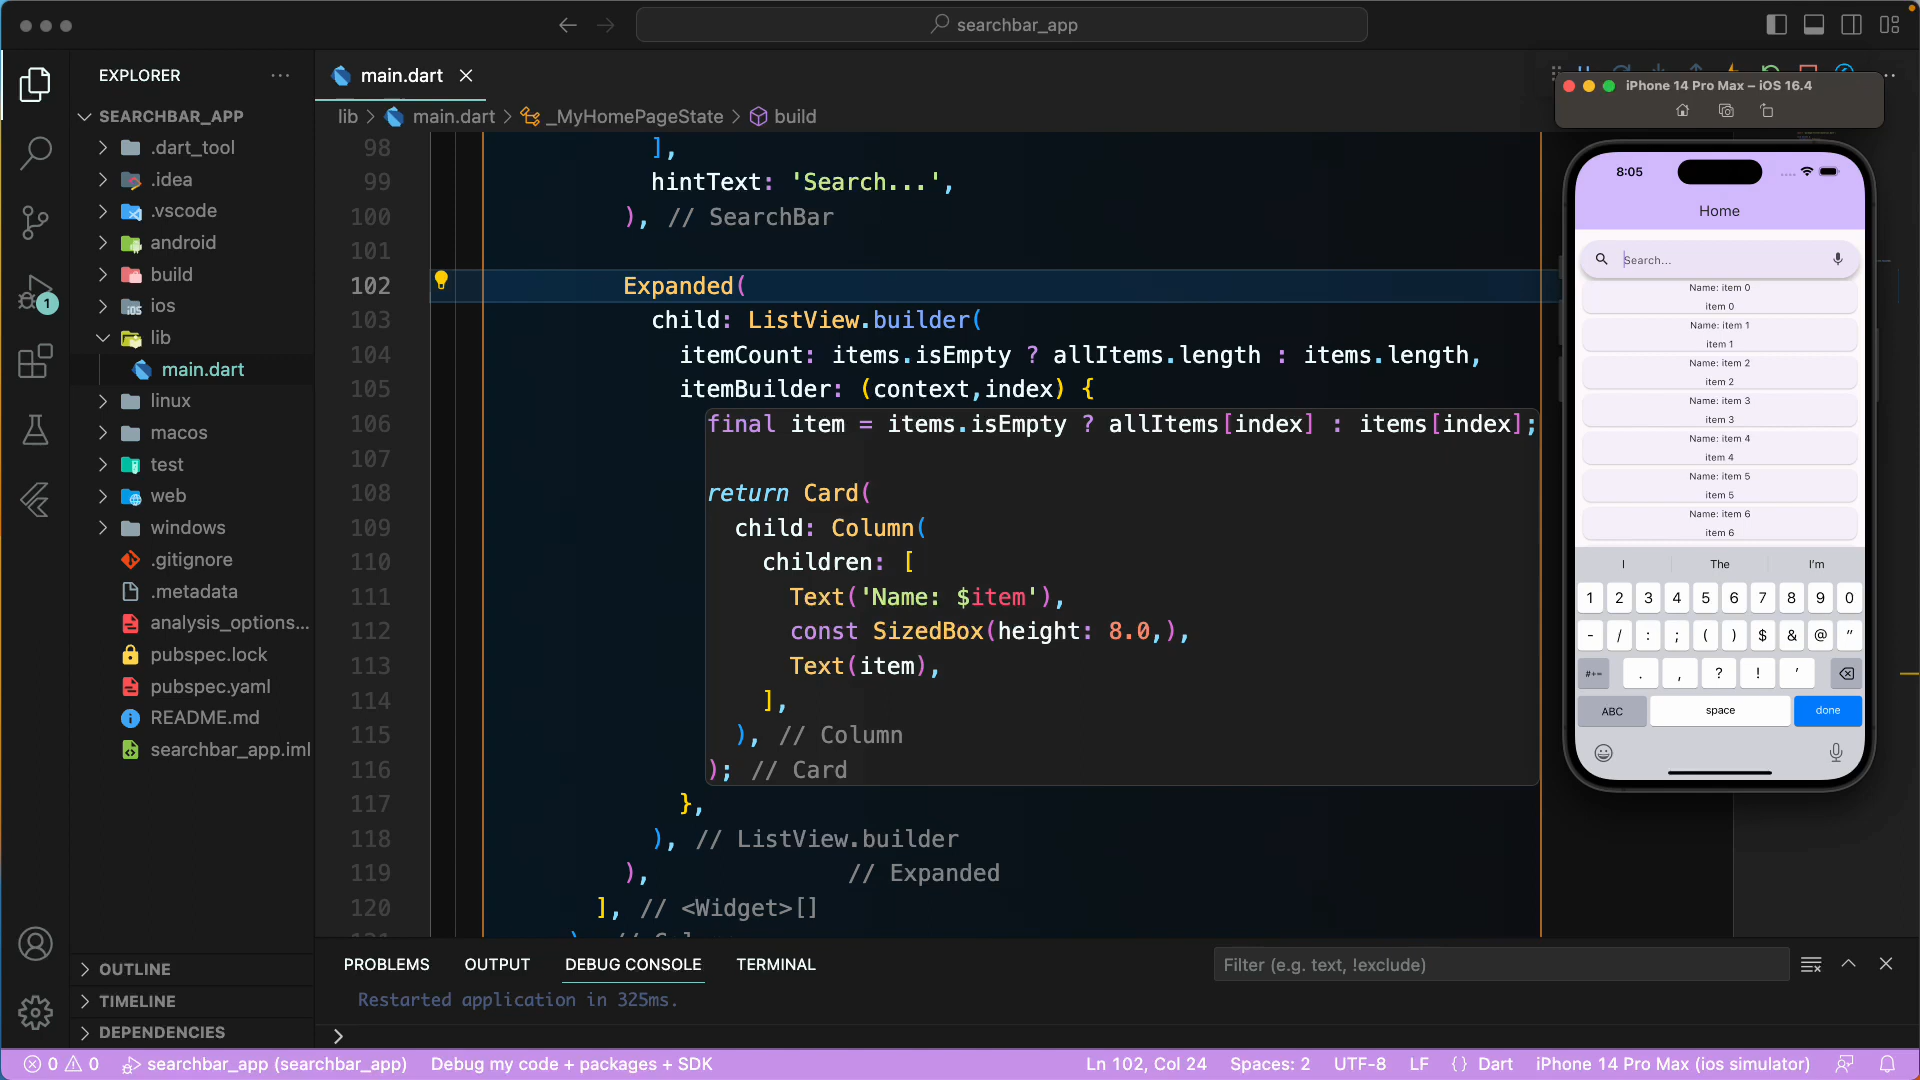 searchbar_app
EXPLORER
SEARCHBAR_APP
.dart_tool
.idea
.vscode
android
build
ios
lib
main.dart
linux
macos
test
web
windows
.gitignore
.metadata
analysis_options...
pubspec.lock
pubspec.yaml
README.md
searchbar_app.iml
OUTLINE
TIMELINE
DEPENDENCIES
1
main.dart
lib > main.dart > _MyHomePageState > build
98 ],
99 hintText: 'Search...',
100 ), // SearchBar
101
102 Expanded(
103 child: ListView.builder(
104 itemCount: items.isEmpty ? allItems.length : items.length,
105 itemBuilder: (context,index) {
106 final item = items.isEmpty ? allItems[index] : items[index];
107
108 return Card(
109 child: Column(
110 children: [
111 Text('Name: $item'),
112 const SizedBox(height: 8.0,),
113 Text(item),
114 ],
115 ), // Column
116 ); // Card
117 },
118 ), // ListView.builder
119 ), // Expanded
120 ], // <Widget>[]
PROBLEMS OUTPUT DEBUG CONSOLE TERMINAL
Filter (e.g. text, !exclude)
Restarted application in 325ms.
>
iPhone 14 Pro Max – iOS 16.4
8:05
Home
Search...
Name: item 0
item 0
Name: item 1
item 1
Name: item 2
item 2
Name: item 3
item 3
Name: item 4
item 4
Name: item 5
item 5
Name: item 6
item 6
I The I'm
1 2 3 4 5 6 7 8 9 0
- / : ; ( ) $ & @ "
#+= . , ? ! '
ABC space done
0 0 searchbar_app (searchbar_app) Debug my code + packages + SDK Ln 102, Col 24 Spaces: 2 UTF-8 LF {} Dart iPhone 14 Pro Max (ios simulator)